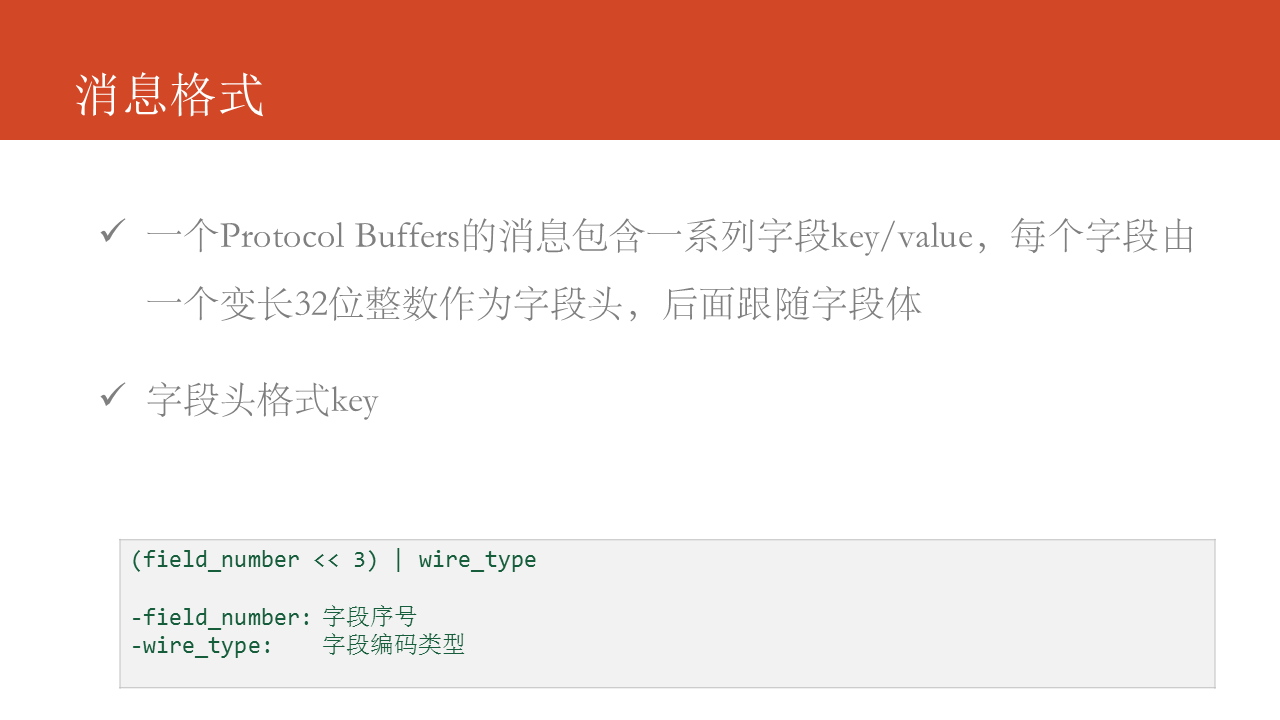 消息格式
✓ 一个Protocol Buffers的消息包含一系列字段key/value，每个字段由
一个变长32位整数作为字段头，后面跟随字段体
✓ 字段头格式key
(field_number << 3) | wire_type
-field_number: 字段序号
-wire_type: 字段编码类型